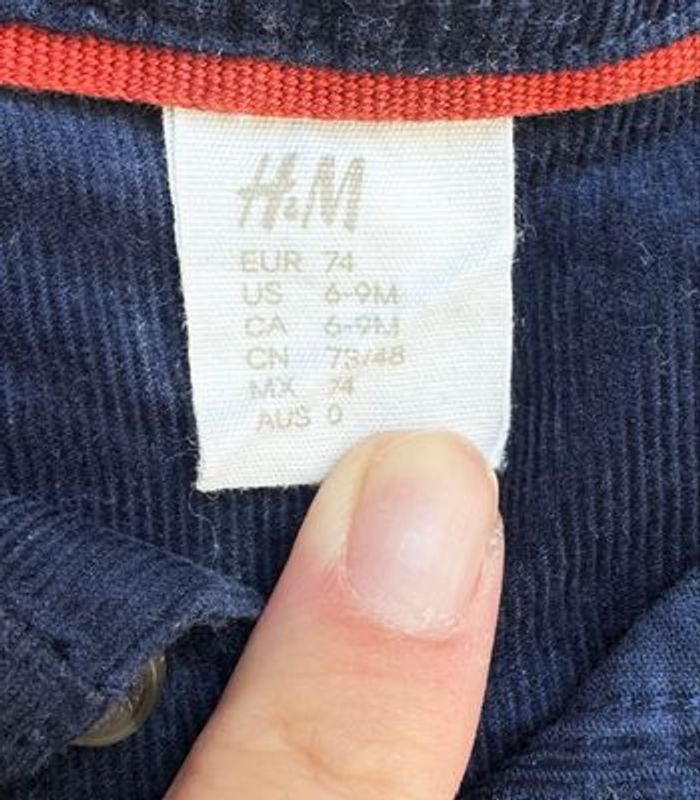 H&M
EUR 74
US 6-9M
CA 6-9M
CN 73/48
MX 74
AUS 0